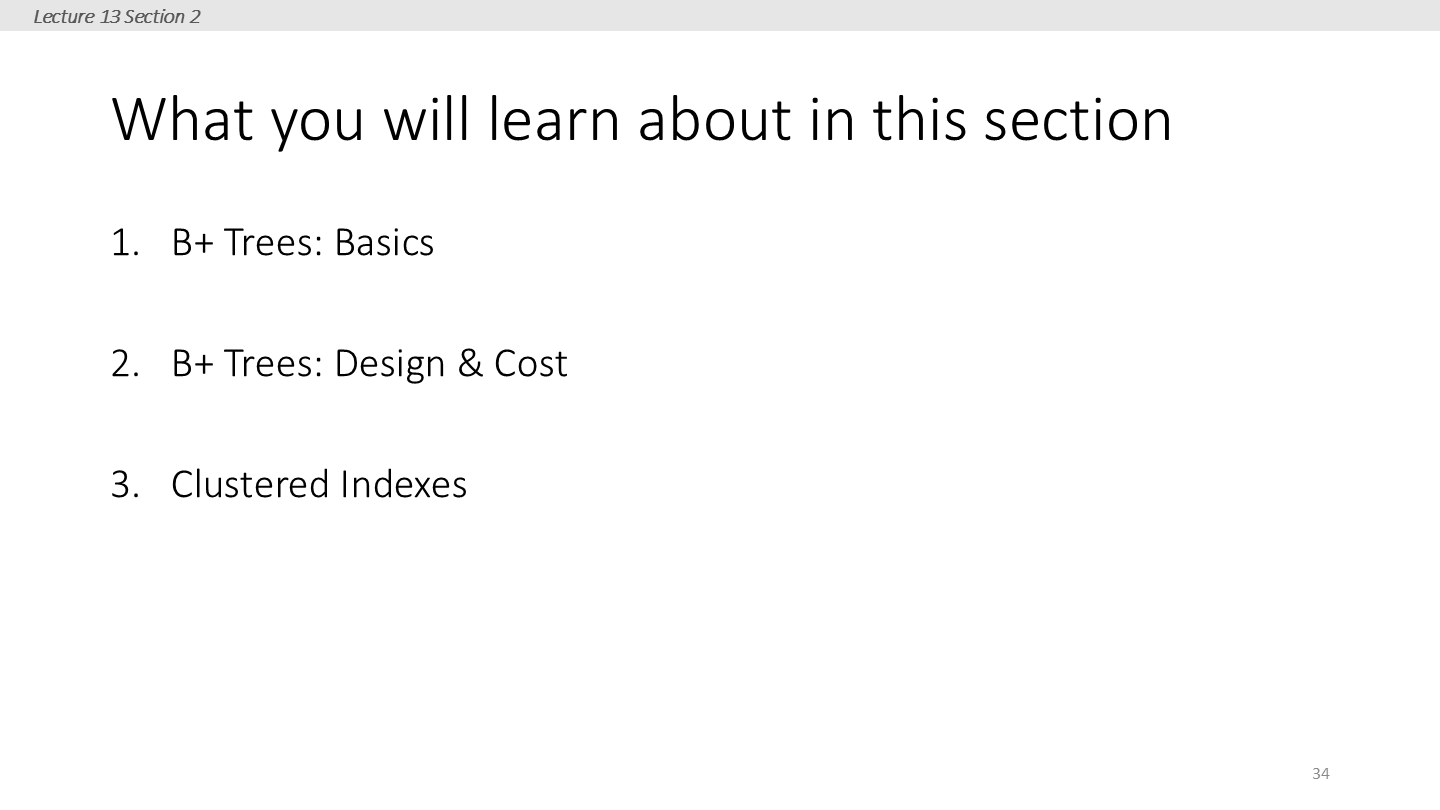 Lecture 13 Section 2
What you will learn about in this section
1. B+ Trees: Basics
2. B+ Trees: Design & Cost
3. Clustered Indexes
34